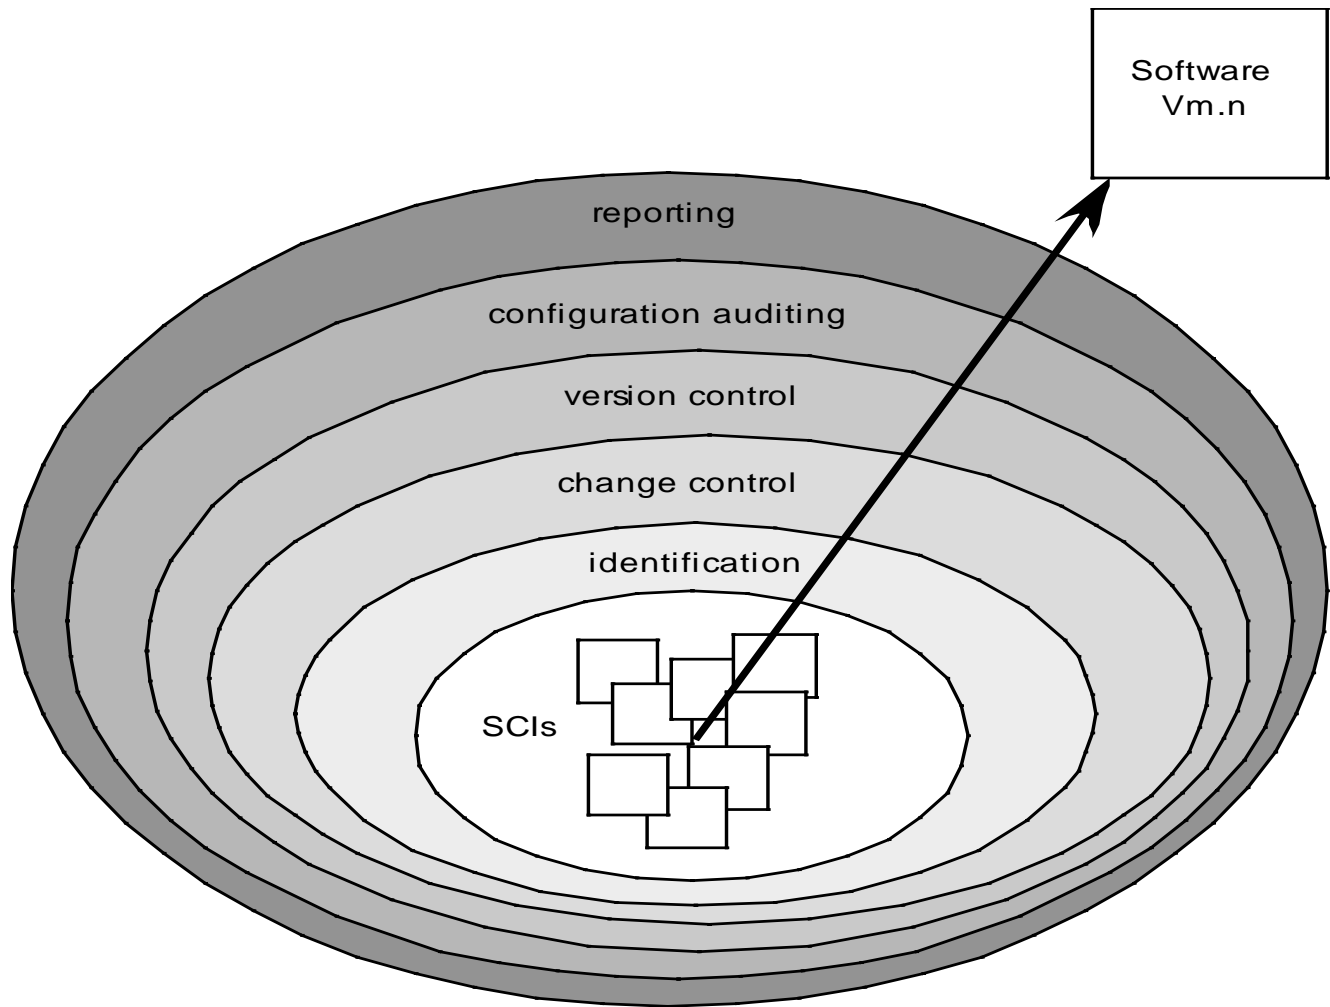 Software
Vm.n
reporting
configuration auditing
version control
change control
identification
SCIs